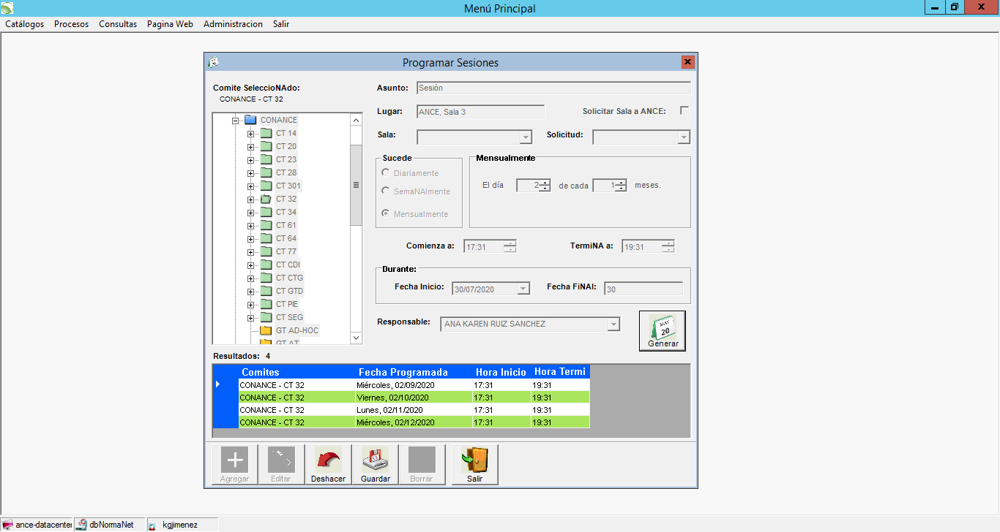 Menú Principal
Catálogos Procesos Consultas Pagina Web Administracion Salir
Programar Sesiones
Comite SeleccioNAdo:
CONANCE - CT 32
CONANCE
CT 14
CT 20
CT 23
CT 28
CT 301
CT 32
CT 34
CT 61
CT 64
CT 77
CT CDI
CT CTG
CT GTD
CT PIE
CT SEG
GT AD-HOC
GT AT
Asunto: Sesión
Lugar: ANCE, Sala 3 Solicitar Sala a ANCE:
Sala: Solicitud:
Sucede
Diariamente
SemaNAlmente
Mensualmente
Mensualmente
El día 2 de cada 1 meses.
Comienza a: 17:31 TermiNA a: 19:31
Durante:
Fecha Inicio: 30/07/2020 Fecha FiNAl: 30
Responsable: ANA KAREN RUIZ SANCHEZ
MAY
20
Generar
Resultados: 4
Comites Fecha Programada Hora Inicio Hora Termi
CONANCE - CT 32 Miércoles, 02/09/2020 17:31 19:31
CONANCE - CT 32 Viernes, 02/10/2020 17:31 19:31
CONANCE - CT 32 Lunes, 02/11/2020 17:31 19:31
CONANCE - CT 32 Miércoles, 02/12/2020 17:31 19:31
Agregar Editar Deshacer Guardar Borrar Salir
ance-datacenter dbNormaNet kgjimenez